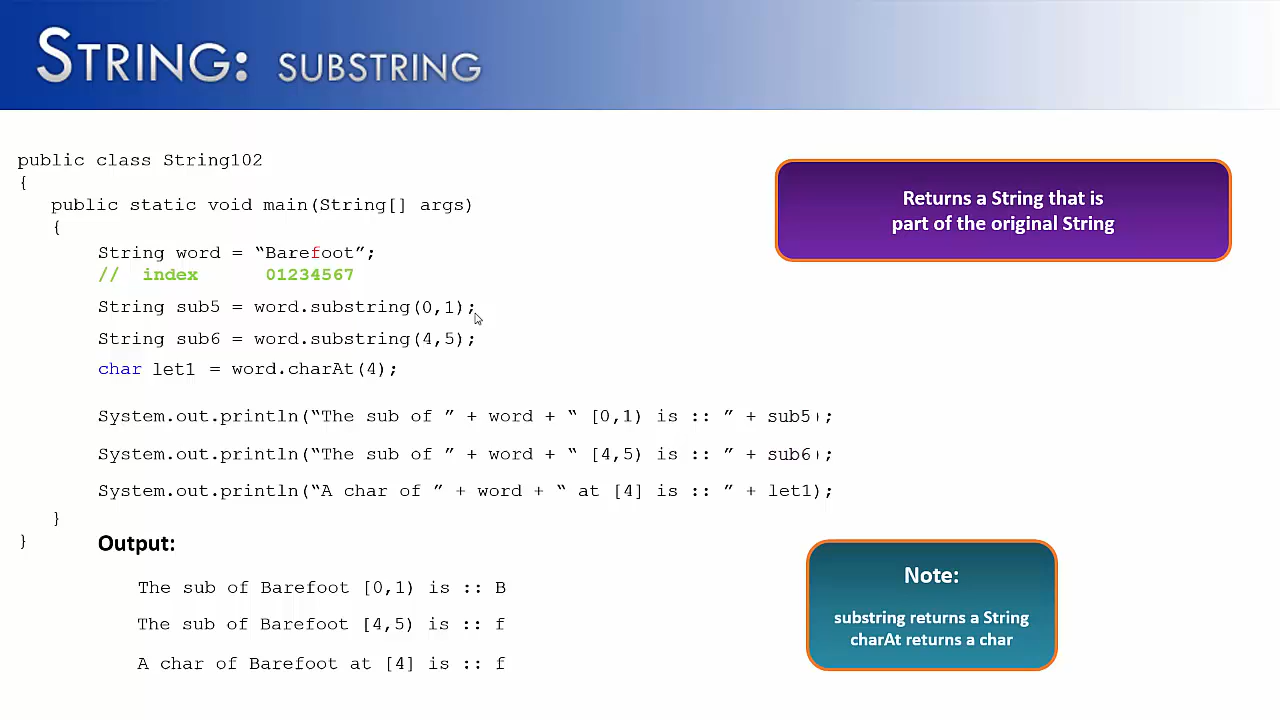 STRING: SUBSTRING
public class String102
{
public static void main(String[] args)
{
String word = “Barefoot”;
// index 01234567
String sub5 = word.substring(0,1);
String sub6 = word.substring(4,5);
char let1 = word.charAt(4);
System.out.println(“The sub of ” + word + “ [0,1) is :: ” + sub5);
System.out.println(“The sub of ” + word + “ [4,5) is :: ” + sub6);
System.out.println(“A char of ” + word + “ at [4] is :: ” + let1);
}
}
Output:
The sub of Barefoot [0,1) is :: B
The sub of Barefoot [4,5) is :: f
A char of Barefoot at [4] is :: f
Returns a String that is
part of the original String
Note:
substring returns a String
charAt returns a char